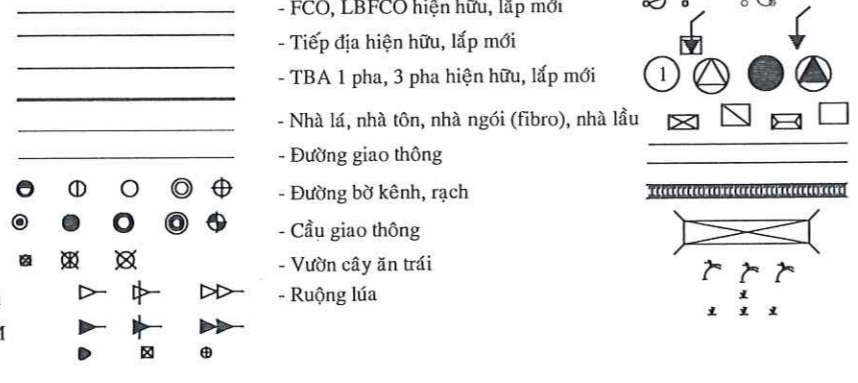 - FCO, LBFCO hiện hữu, lắp mới
- Tiếp địa hiện hữu, lắp mới
- TBA 1 pha, 3 pha hiện hữu, lắp mới
1
- Nhà lá, nhà tôn, nhà ngói (fibro), nhà lầu
- Đường giao thông
- Đường bờ kênh, rạch
- Cầu giao thông
- Vườn cây ăn trái
- Ruộng lúa